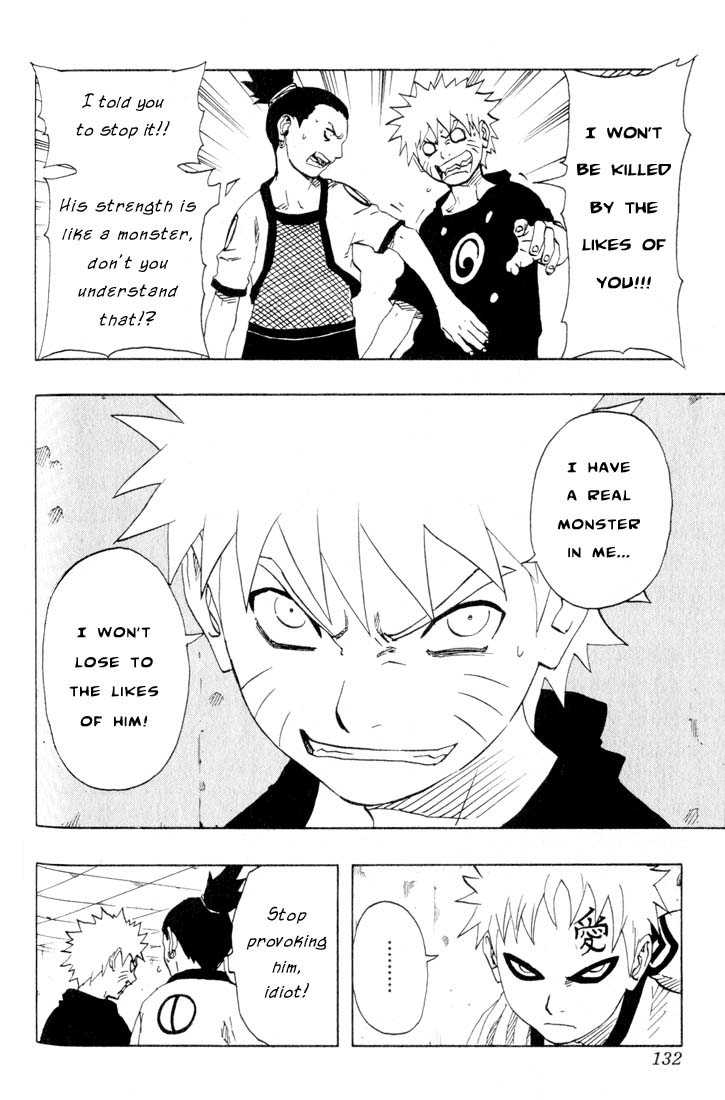 I WON'T
BE KILLED
BY THE
LIKES OF
YOU!!!
I told you
to stop it!!
His strength is
like a monster,
don't you
understand
that!?
I HAVE
A REAL
MONSTER
IN ME...
I WON'T
LOSE TO
THE LIKES
OF HIM!
.........
愛
Stop
provoking
him,
idiot!
132